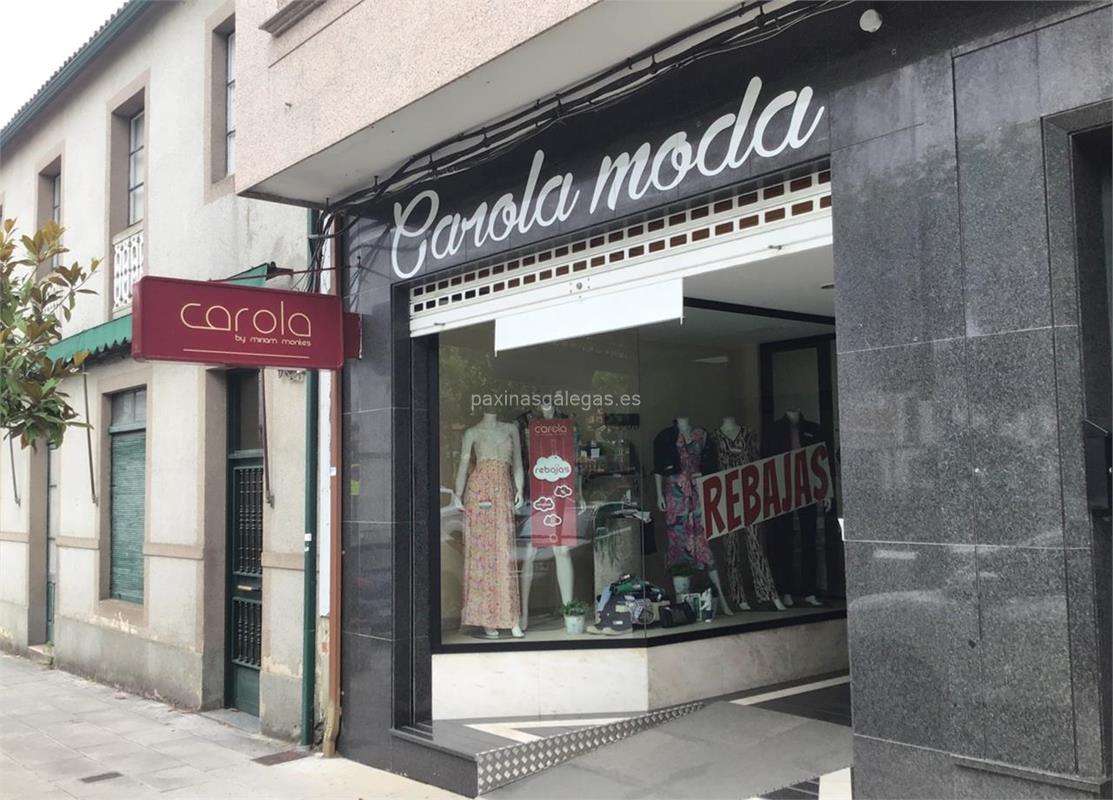 Carola moda
carola
by miriam montes
paxinasgalegas.es
carola
rebajas
REBAJAS